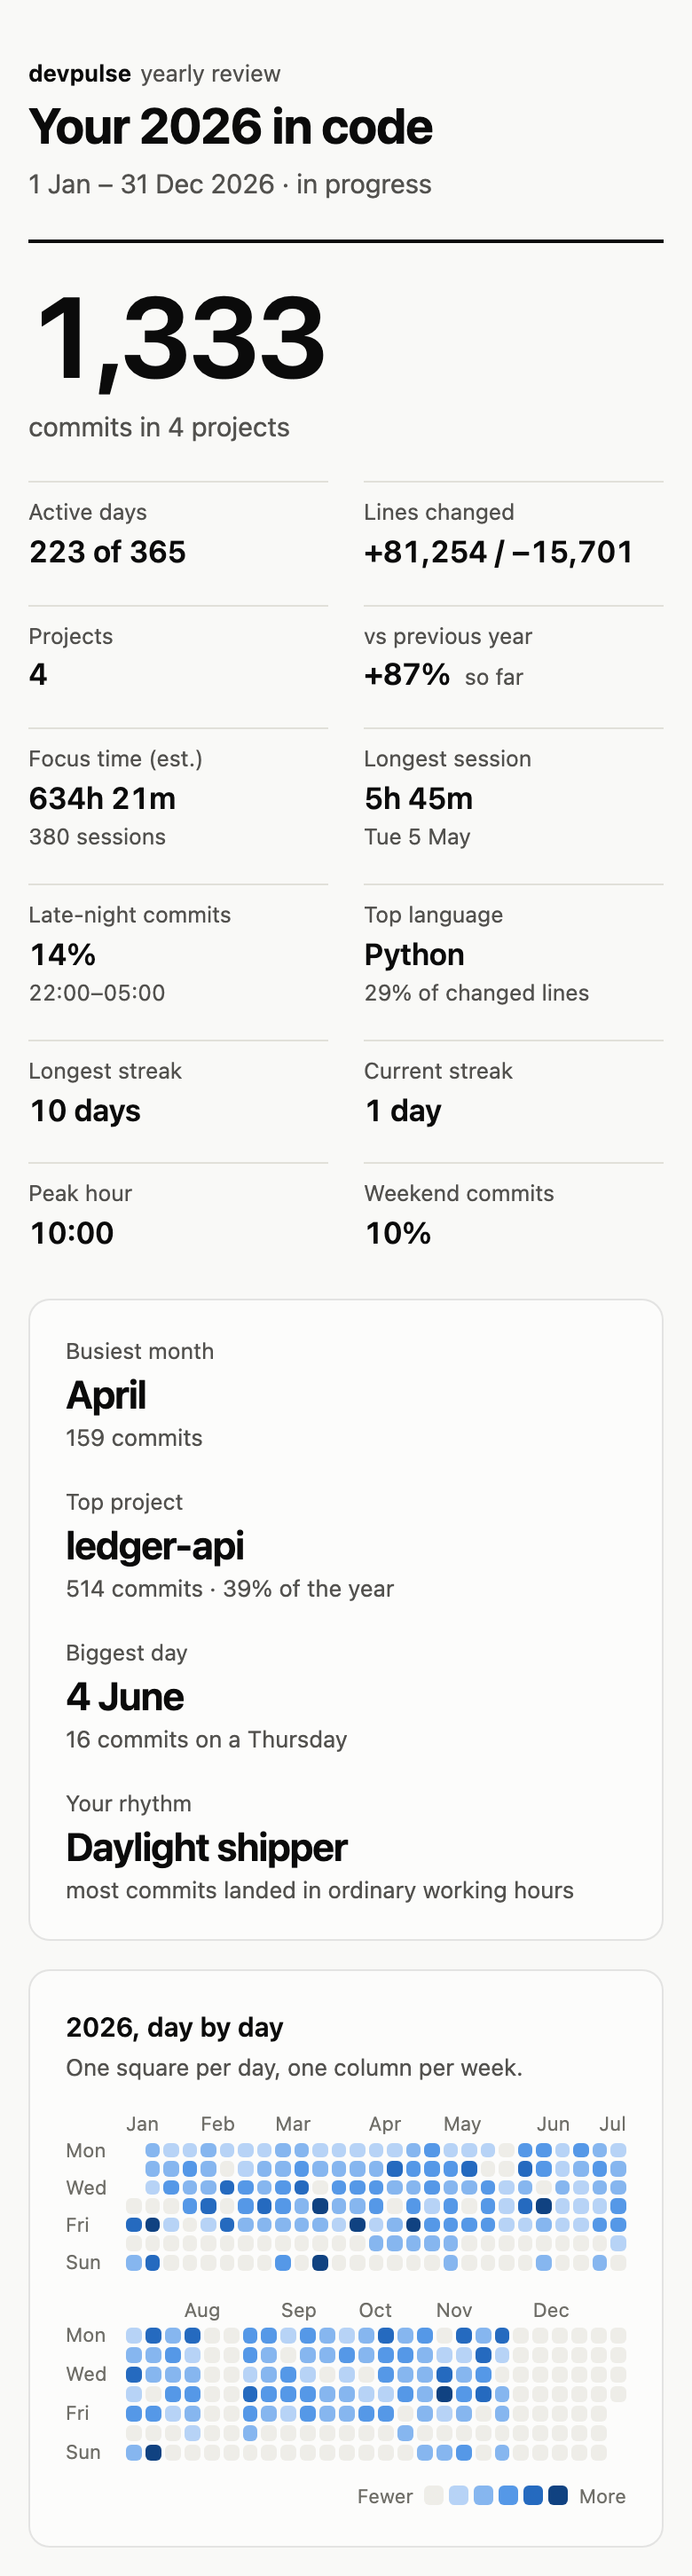 devpulse yearly review
Your 2026 in code
1 Jan – 31 Dec 2026 · in progress
1,333
commits in 4 projects
Active days
223 of 365
Lines changed
+81,254 / −15,701
Projects
4
vs previous year
+87% so far
Focus time (est.)
634h 21m
380 sessions
Longest session
5h 45m
Tue 5 May
Late-night commits
14%
22:00–05:00
Top language
Python
29% of changed lines
Longest streak
10 days
Current streak
1 day
Peak hour
10:00
Weekend commits
10%
Busiest month
April
159 commits
Top project
ledger-api
514 commits · 39% of the year
Biggest day
4 June
16 commits on a Thursday
Your rhythm
Daylight shipper
most commits landed in ordinary working hours
2026, day by day
One square per day, one column per week.
Jan Feb Mar Apr May Jun Jul
Mon
Wed
Fri
Sun
Aug Sep Oct Nov Dec
Mon
Wed
Fri
Sun
Fewer More